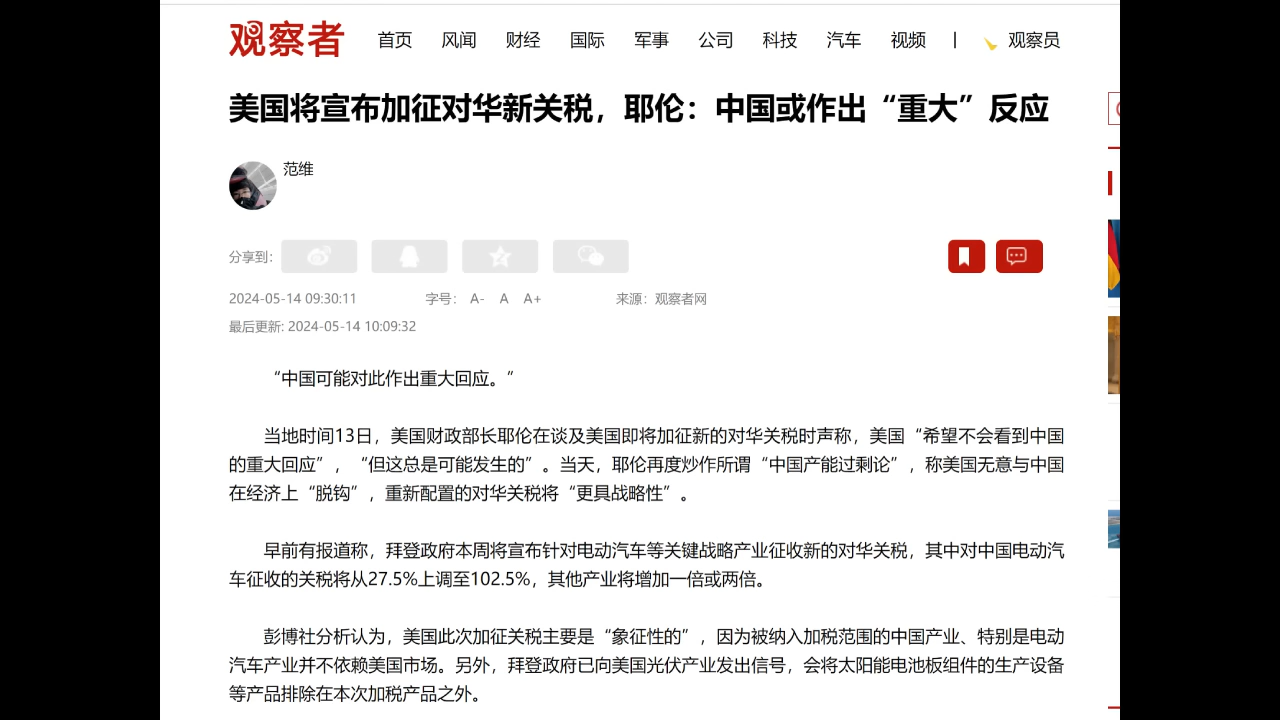 观察者 首页 风闻 财经 国际 军事 公司 科技 汽车 视频 | 观察员
美国将宣布加征对华新关税，耶伦：中国或作出“重大”反应
范维
分享到:
2024-05-14 09:30:11 字号： A- A A+ 来源：观察者网
最后更新: 2024-05-14 10:09:32
“中国可能对此作出重大回应。”
当地时间13日，美国财政部长耶伦在谈及美国即将加征新的对华关税时声称，美国“希望不会看到中国
的重大回应”，“但这总是可能发生的”。当天，耶伦再度炒作所谓“中国产能过剩论”，称美国无意与中国
在经济上“脱钩”，重新配置的对华关税将“更具战略性”。
早前有报道称，拜登政府本周将宣布针对电动汽车等关键战略产业征收新的对华关税，其中对中国电动汽
车征收的关税将从27.5%上调至102.5%，其他产业将增加一倍或两倍。
彭博社分析认为，美国此次加征关税主要是“象征性的”，因为被纳入加税范围的中国产业、特别是电动
汽车产业并不依赖美国市场。另外，拜登政府已向美国光伏产业发出信号，会将太阳能电池板组件的生产设备
等产品排除在本次加税产品之外。